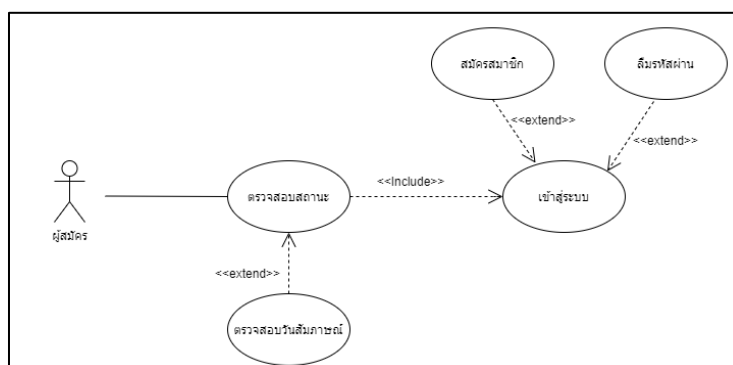 สมัครสมาชิก
ลืมรหัสผ่าน
<<extend>>
<<extend>>
<<Include>>
ตรวจสอบสถานะ
เข้าสู่ระบบ
ผู้สมัคร
<<extend>>
ตรวจสอบวันสัมภาษณ์